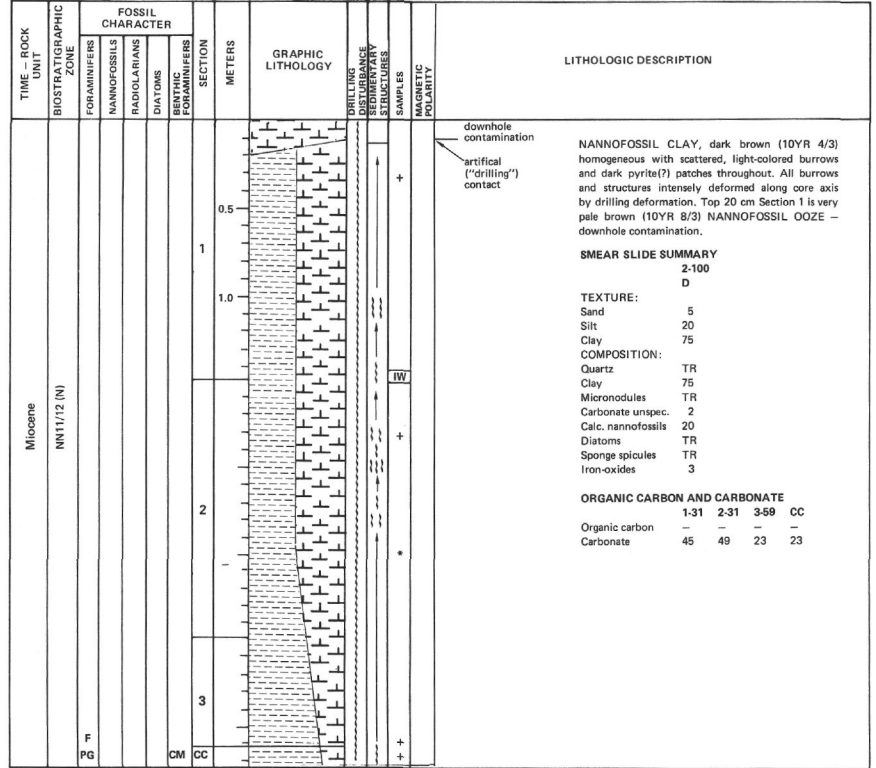 TIME – ROCK UNIT
BIOSTRATIGRAPHIC ZONE
FOSSIL CHARACTER
FORAMINIFERS
NANNOFOSSILS
RADIOLARIANS
DIATOMS
BENTHIC FORAMINIFERS
SECTION
METERS
GRAPHIC LITHOLOGY
DRILLING DISTURBANCE
SEDIMENTARY STRUCTURES
SAMPLES
MAGNETIC POLARITY
LITHOLOGIC DESCRIPTION
Miocene
NN11/12 (N)
F
PG
CM
CC
1
2
3
0.5
1.0
+
IW
+
*
+
+
downhole
contamination
artifical
("drilling")
contact
NANNOFOSSIL CLAY, dark brown (10YR 4/3)
homogeneous with scattered, light-colored burrows
and dark pyrite(?) patches throughout. All burrows
and structures intensely deformed along core axis
by drilling deformation. Top 20 cm Section 1 is very
pale brown (10YR 8/3) NANNOFOSSIL OOZE –
downhole contamination.
SMEAR SLIDE SUMMARY
2-100
D
TEXTURE:
Sand 5
Silt 20
Clay 75
COMPOSITION:
Quartz TR
Clay 75
Micronodules TR
Carbonate unspec. 2
Calc. nannofossils 20
Diatoms TR
Sponge spicules TR
Iron-oxides 3
ORGANIC CARBON AND CARBONATE
1-31 2-31 3-59 CC
Organic carbon – – – –
Carbonate 45 49 23 23